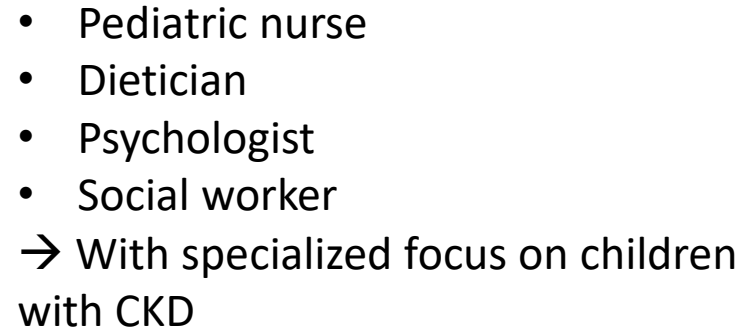 • Pediatric nurse
• Dietician
• Psychologist
• Social worker
→ With specialized focus on children
with CKD